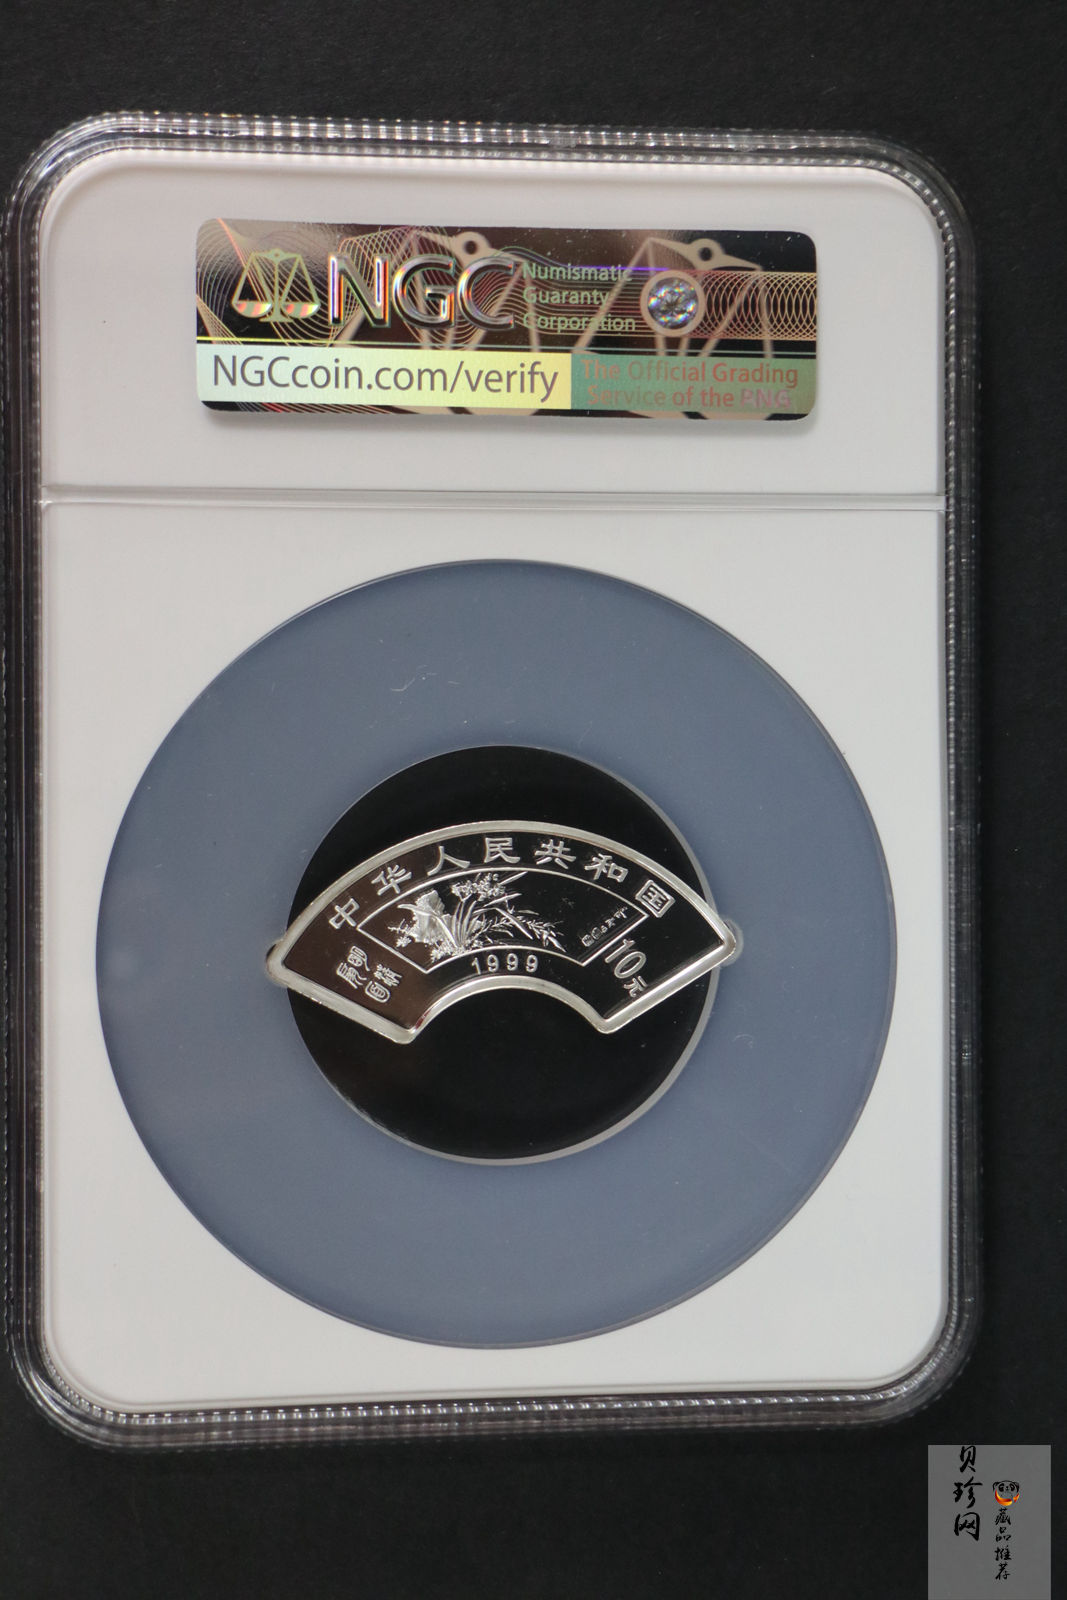 NGC
Numismatic
Guaranty
Corporation
NGCcoin.com/verify
The Official Grading
Service of the PNG
中华人民共和国
10元
1999
贝珍网
藏品推荐